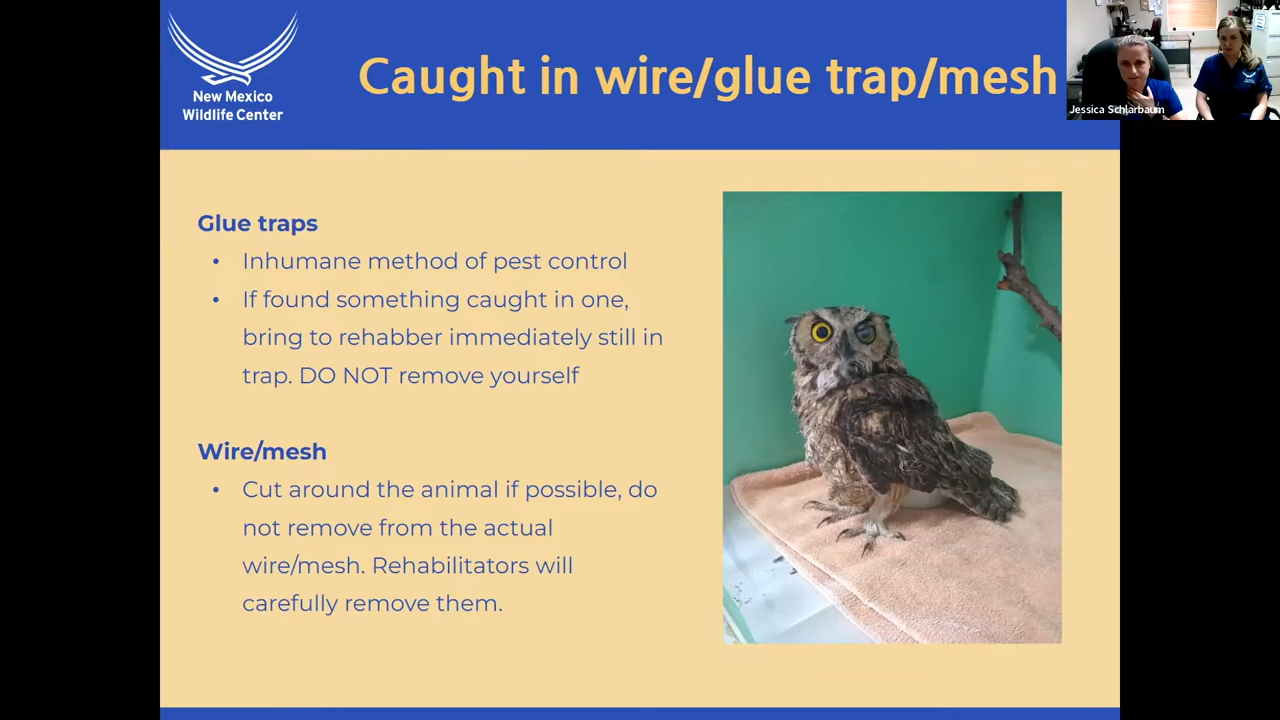 New Mexico
Wildlife Center
Caught in wire/glue trap/mesh
Jessica Schlarbaum
Glue traps
• Inhumane method of pest control
• If found something caught in one,
bring to rehabber immediately still in
trap. DO NOT remove yourself
Wire/mesh
• Cut around the animal if possible, do
not remove from the actual
wire/mesh. Rehabilitators will
carefully remove them.